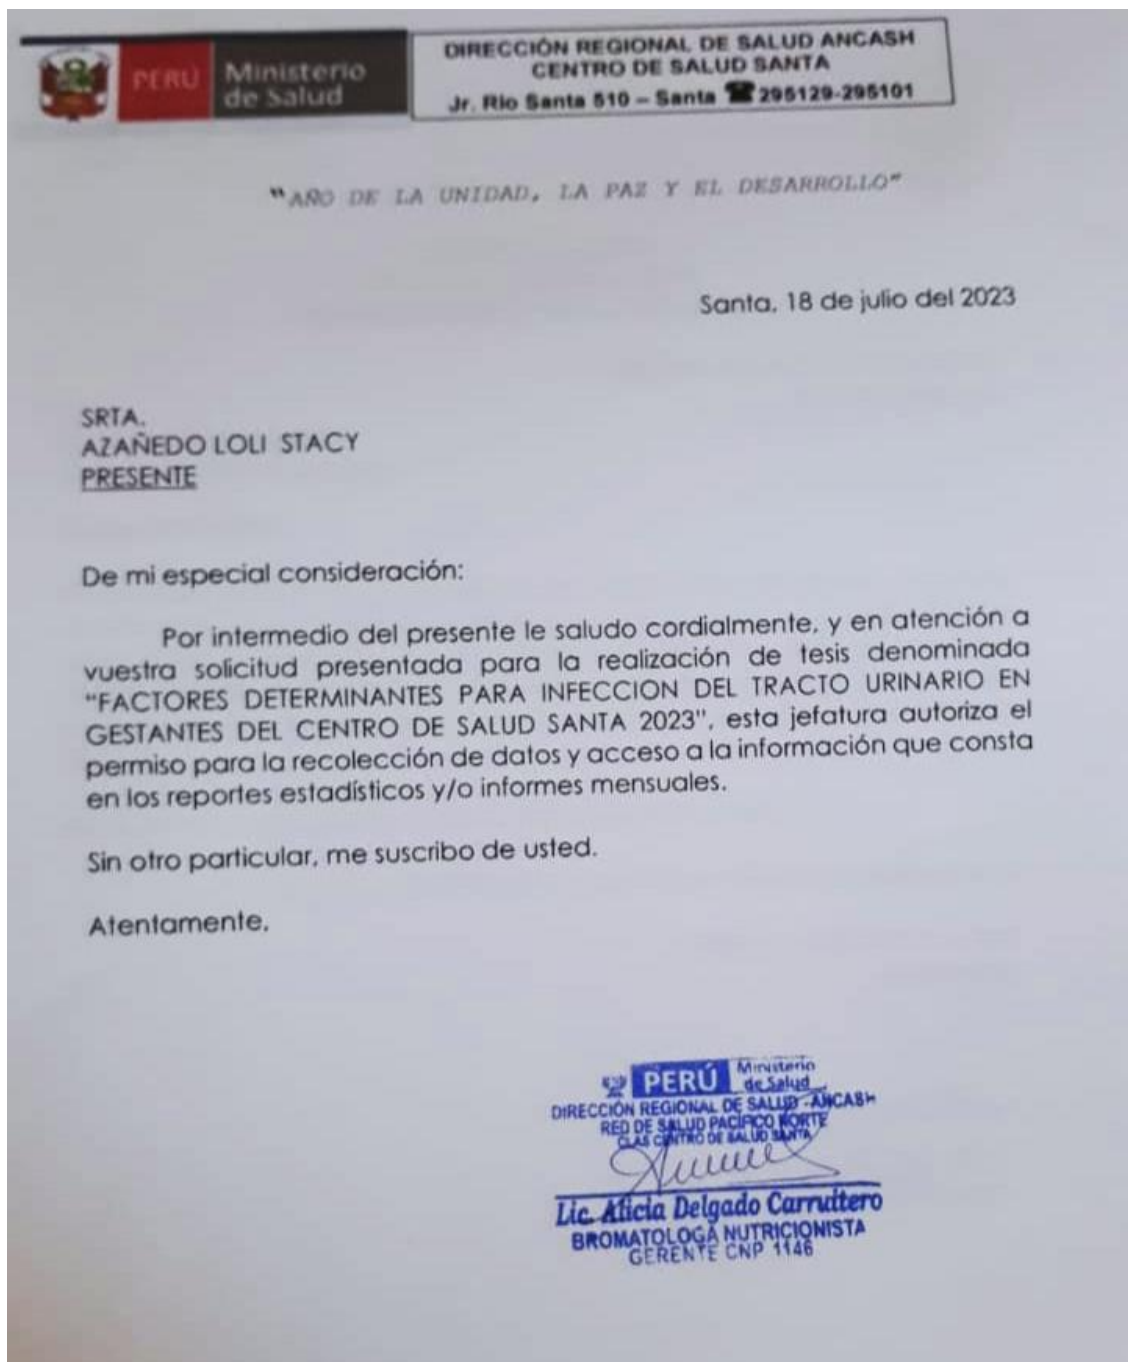 PERÚ
Ministerio
de Salud
DIRECCIÓN REGIONAL DE SALUD ANCASH
CENTRO DE SALUD SANTA
Jr. Rio Santa 510 – Santa ☎ 295129-295101
"AÑO DE LA UNIDAD, LA PAZ Y EL DESARROLLO"
Santa, 18 de julio del 2023
SRTA.
AZAÑEDO LOLI STACY
PRESENTE
De mi especial consideración:
Por intermedio del presente le saludo cordialmente, y en atención a
vuestra solicitud presentada para la realización de tesis denominada
"FACTORES DETERMINANTES PARA INFECCION DEL TRACTO URINARIO EN
GESTANTES DEL CENTRO DE SALUD SANTA 2023", esta jefatura autoriza el
permiso para la recolección de datos y acceso a la información que consta
en los reportes estadísticos y/o informes mensuales.
Sin otro particular, me suscribo de usted.
Atentamente,
PERÚ
Ministerio
de Salud
DIRECCIÓN REGIONAL DE SALUD - ANCASH
RED DE SALUD PACIFICO NORTE
CLAS CENTRO DE SALUD SANTA
Lic. Alicia Delgado Carruitero
BROMATOLOGA NUTRICIONISTA
GERENTE CNP 1146